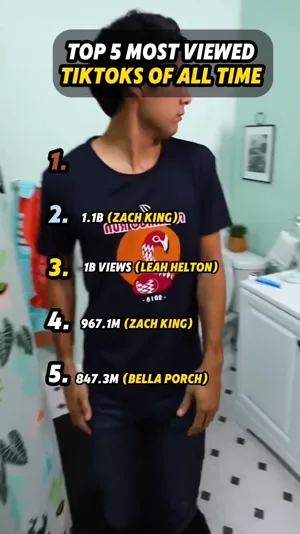 TOP 5 MOST VIEWED
TIKTOKS OF ALL TIME
1.
2. 1.1B (ZACH KING)
3. 1B VIEWS (LEAH HELTON)
4. 967.1M (ZACH KING)
5. 847.3M (BELLA PORCH)